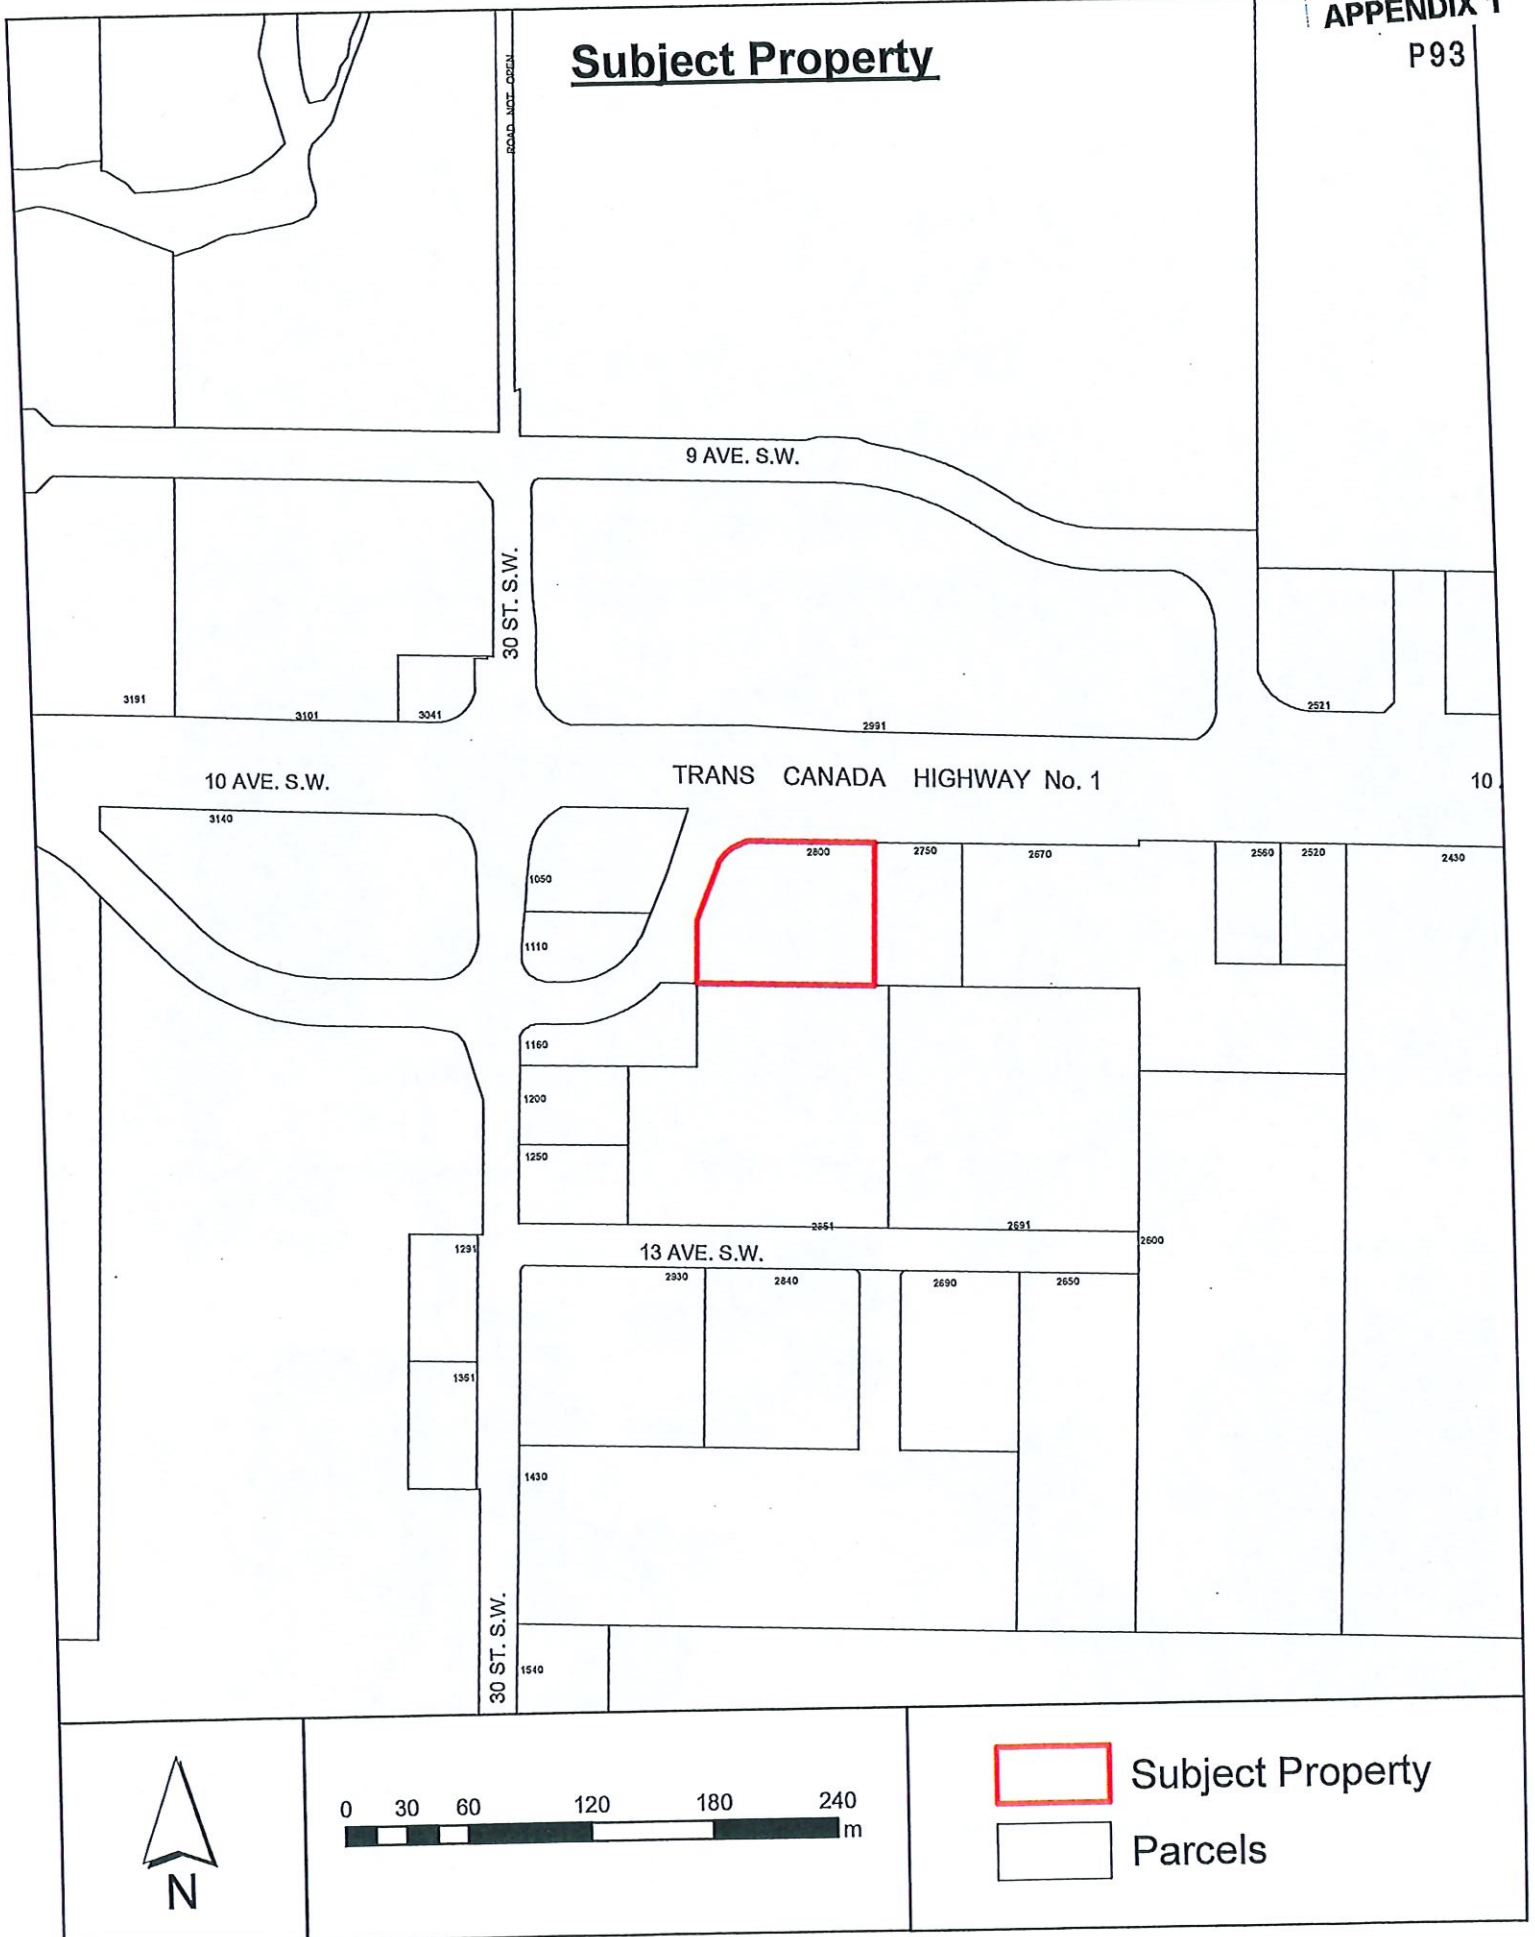 APPENDIX 1
P93
Subject Property
ROAD NOT OPEN
9 AVE. S.W.
30 ST. S.W.
3191
3101
3041
2991
2521
10 AVE. S.W.
TRANS CANADA HIGHWAY No. 1
10
3140
2800
2750
2670
2560
2520
2430
1050
1110
1160
1200
1250
2851
2691
2600
1291
13 AVE. S.W.
2930
2840
2690
2650
1351
1430
30 ST. S.W.
1540
N
0 30 60 120 180 240
m
Subject Property
Parcels